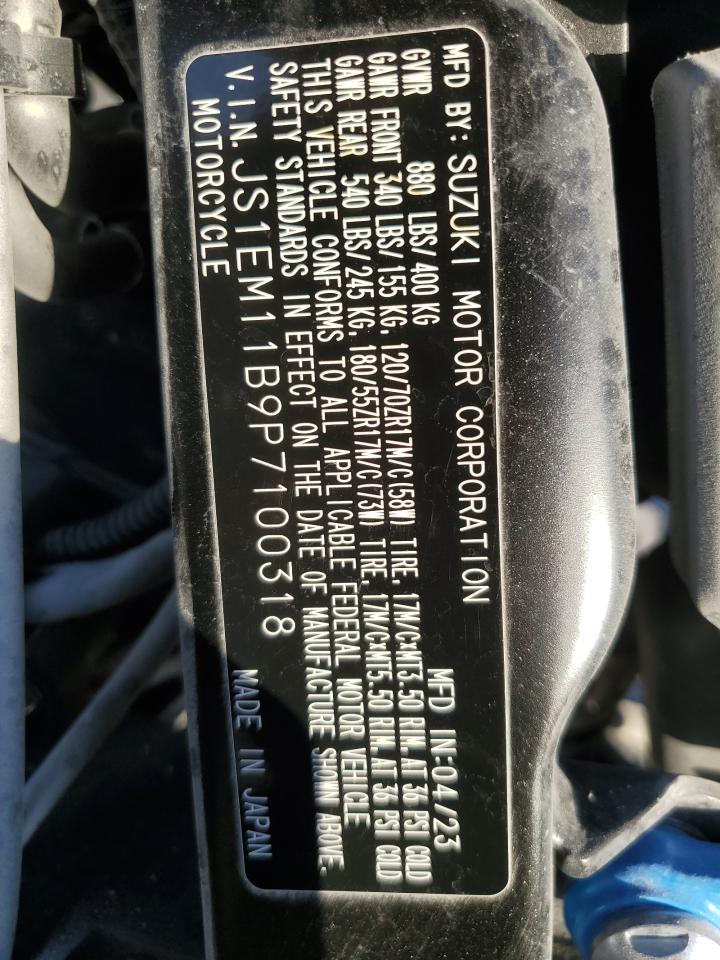 MFD BY: SUZUKI MOTOR CORPORATION MFD IN:04/23
GVWR 880 LBS/400 KG
GAWR FRONT 340 LBS/155 KG, 120/70ZR17M/C(58W) TIRE, 17M/C×MT3.50 RIM, AT 36 PSI COLD
GAWR REAR 540 LBS/245 KG, 180/55ZR17M/C(73W) TIRE, 17M/C×MT5.50 RIM, AT 36 PSI COLD
THIS VEHICLE CONFORMS TO ALL APPLICABLE FEDERAL MOTOR VEHICLE
SAFETY STANDARDS IN EFFECT ON THE DATE OF MANUFACTURE SHOWN ABOVE.
V.I.N. JS1EM11B9P7100318 MADE IN JAPAN
MOTORCYCLE